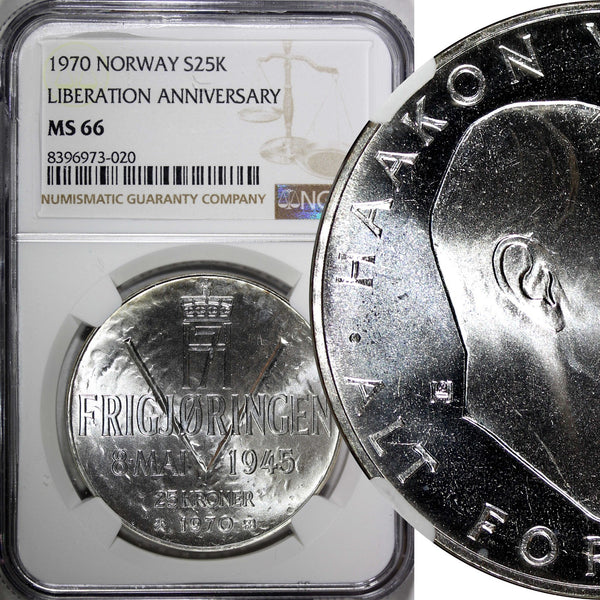 1970 NORWAY S25K
LIBERATION ANNIVERSARY
MS 66
8396973-020
NUMISMATIC GUARANTY COMPANY
NG
FRIGJØRINGEN
8·MAI 1945
25 KRONER
1970
·HAAKON V
ALT FOR